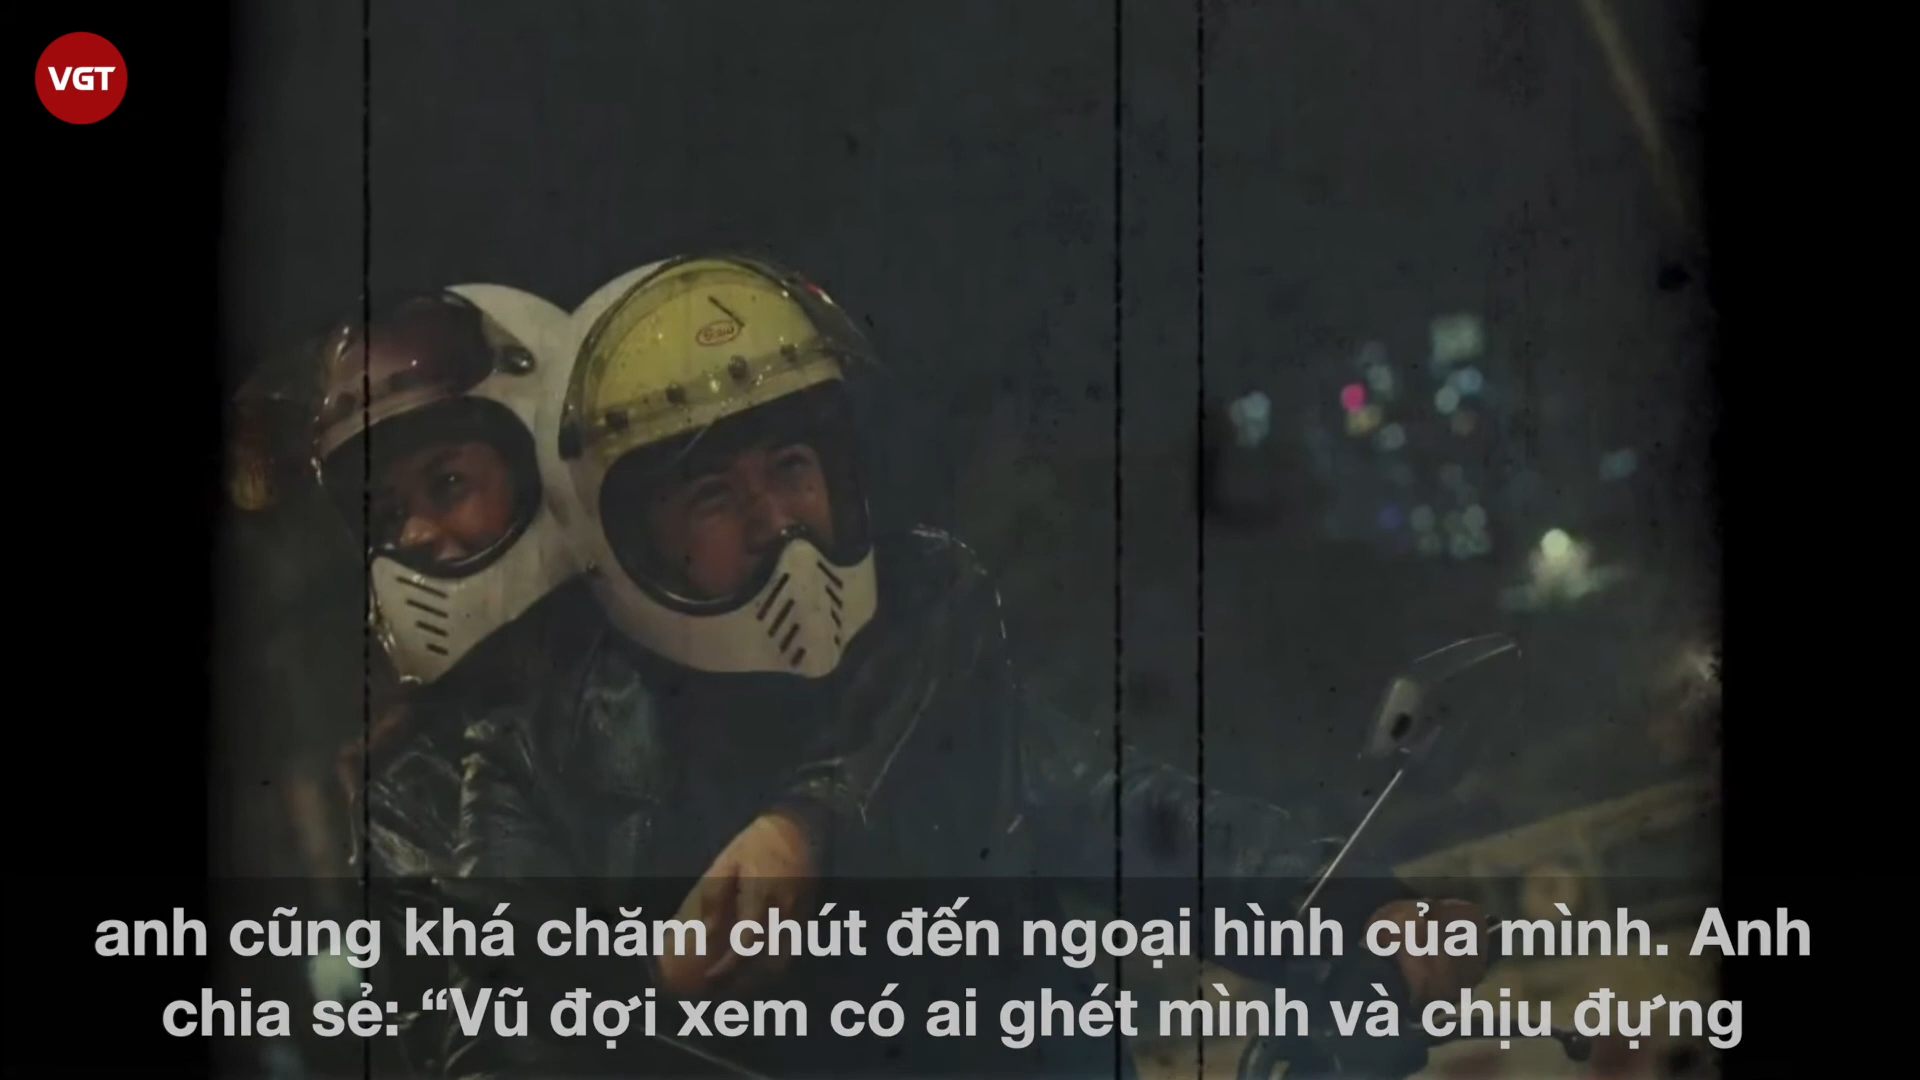 VGT
anh cũng khá chăm chút đến ngoại hình của mình. Anh
chia sẻ: “Vũ đợi xem có ai ghét mình và chịu đựng